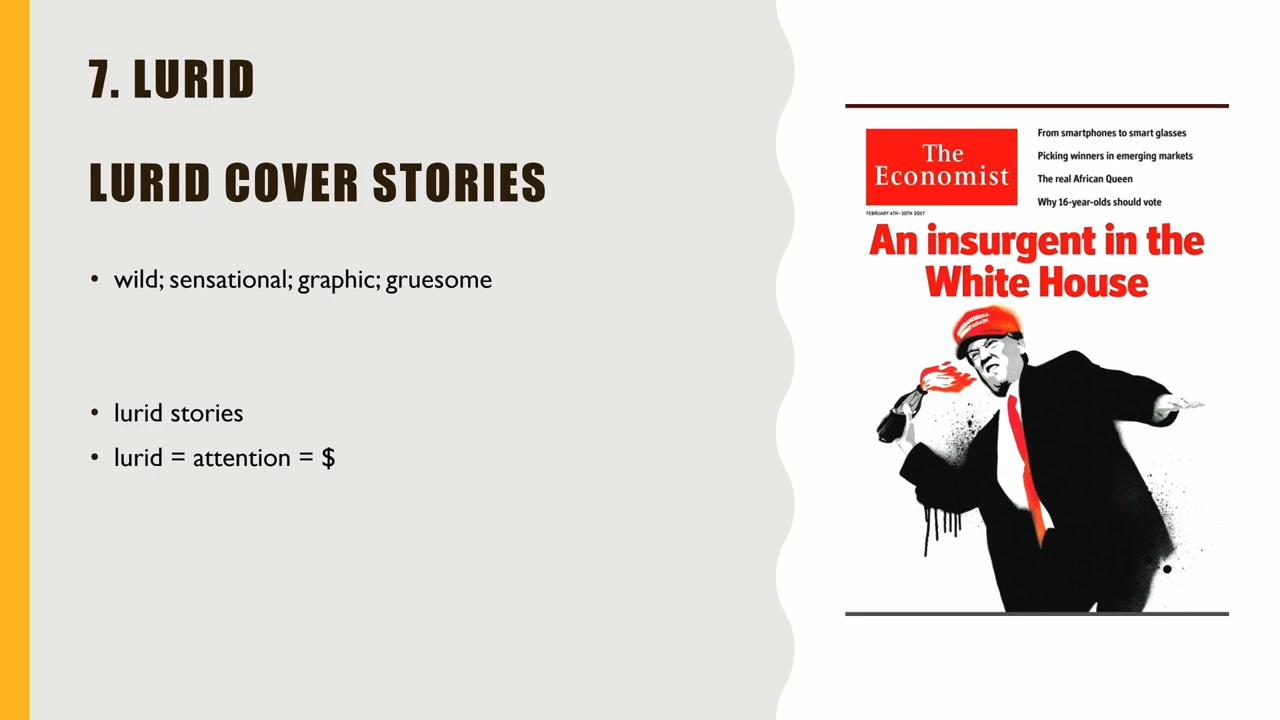 7. LURID
LURID COVER STORIES
• wild; sensational; graphic; gruesome
• lurid stories
• lurid = attention = $
The
Economist
FEBRUARY 4TH–10TH 2017
From smartphones to smart glasses
Picking winners in emerging markets
The real African Queen
Why 16-year-olds should vote
An insurgent in the
White House